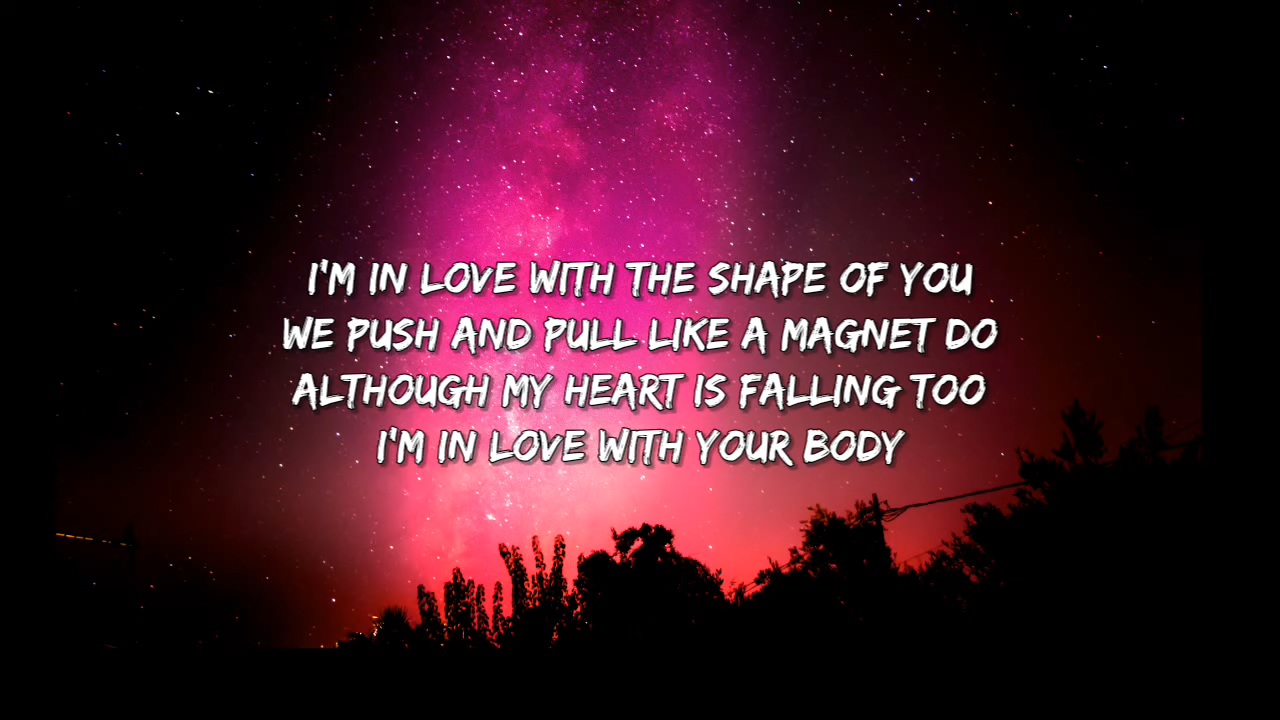 I'M IN LOVE WITH THE SHAPE OF YOU
WE PUSH AND PULL LIKE A MAGNET DO
ALTHOUGH MY HEART IS FALLING TOO
I'M IN LOVE WITH YOUR BODY